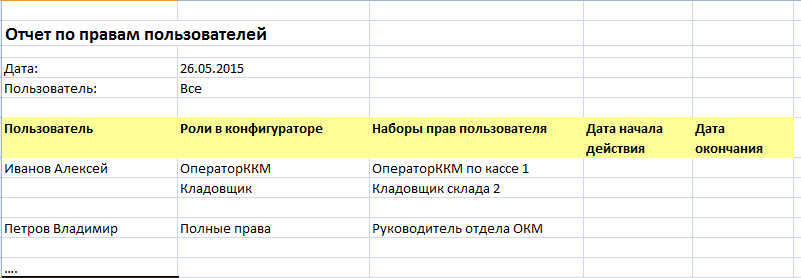 Отчет по правам пользователей
Дата: 26.05.2015
Пользователь: Все
Пользователь Роли в конфигураторе Наборы прав пользователя Дата начала действия Дата окончания
Иванов Алексей ОператорККМ ОператорККМ по кассе 1
Кладовщик Кладовщик склада 2
Петров Владимир Полные права Руководитель отдела ОКМ
....